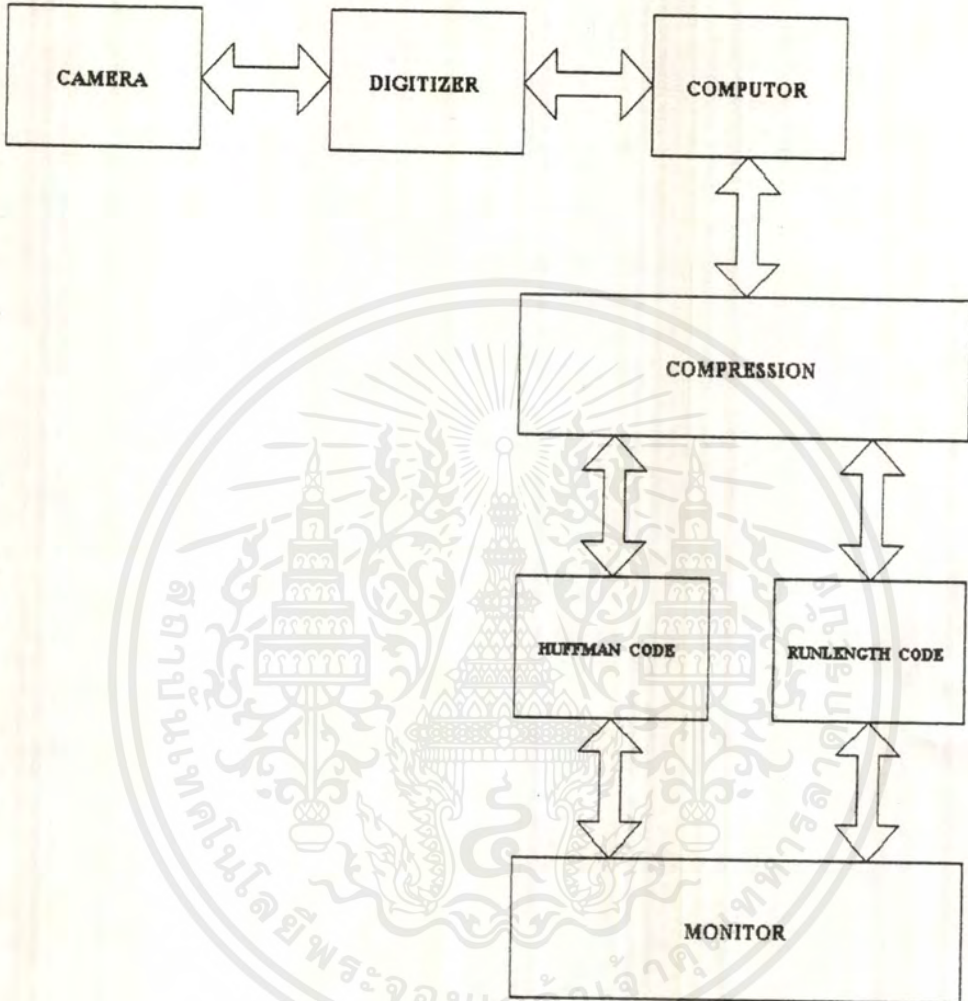 CAMERA
DIGITIZER
COMPUTOR
COMPRESSION
HUFFMAN CODE
RUNLENGTH CODE
MONITOR